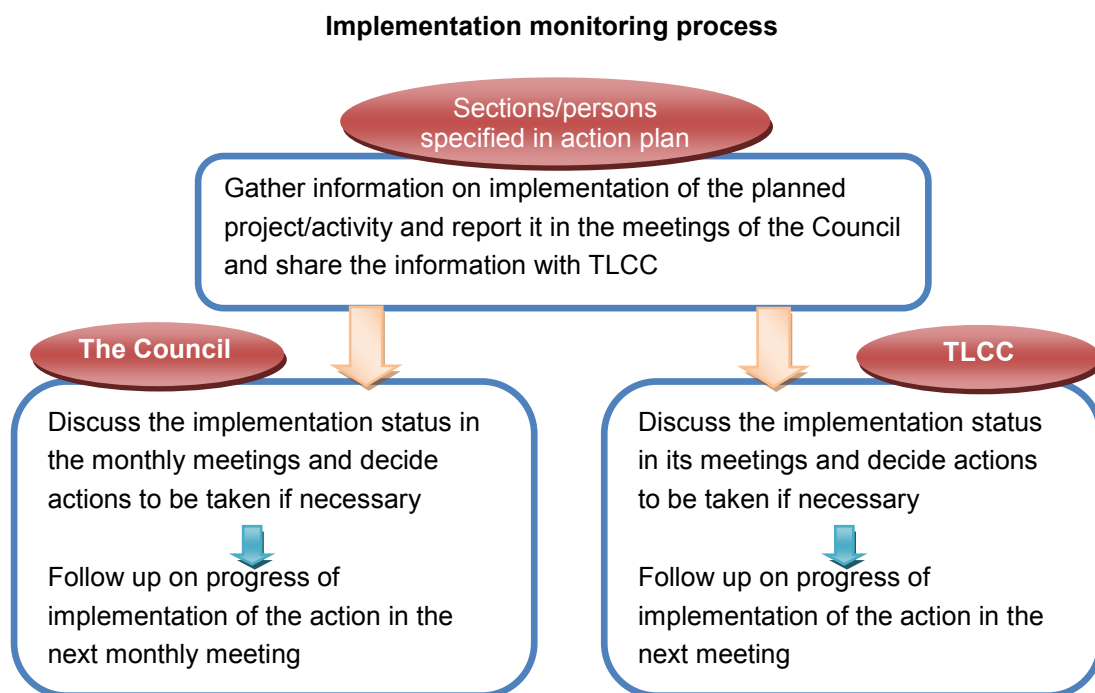 Implementation monitoring process
Sections/persons
specified in action plan
Gather information on implementation of the planned
project/activity and report it in the meetings of the Council
and share the information with TLCC
The Council
Discuss the implementation status in
the monthly meetings and decide
actions to be taken if necessary
Follow up on progress of
implementation of the action in the
next monthly meeting
TLCC
Discuss the implementation status
in its meetings and decide actions
to be taken if necessary
Follow up on progress of
implementation of the action in the
next meeting